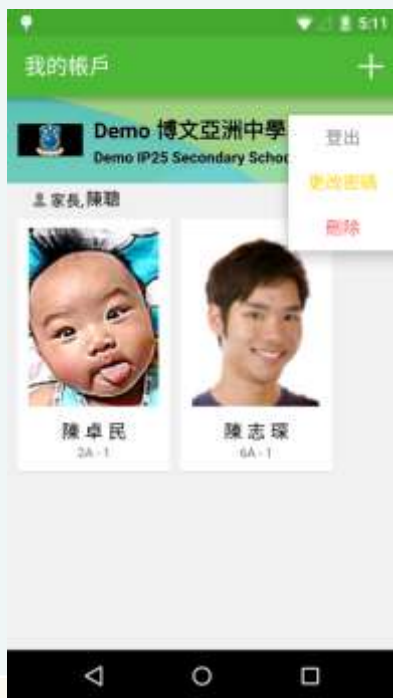 5:11
我的帳戶
Demo 博文亞洲中學
Demo IP25 Secondary Schoo
登出
更改密碼
刪除
家長, 陳聰
陳卓民
2A - 1
陳志琛
6A - 1